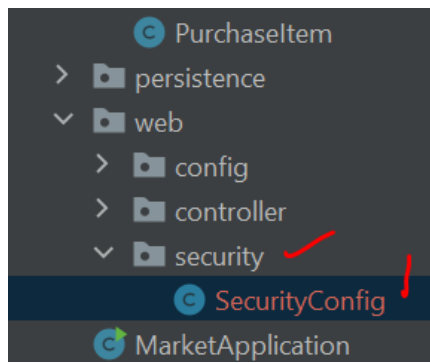 PurchaseItem
persistence
web
config
controller
security
SecurityConfig
MarketApplication